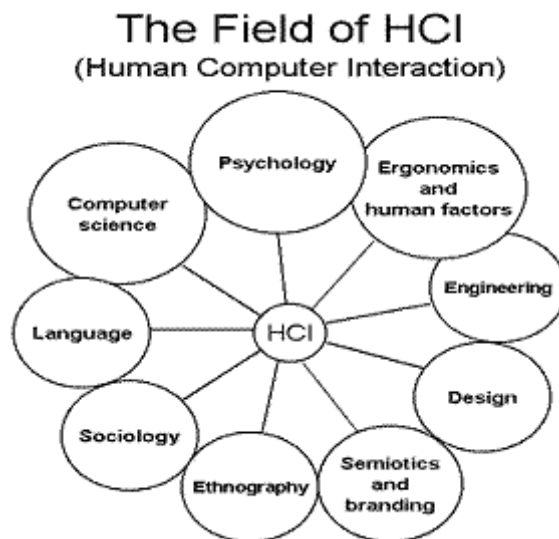 The Field of HCI
(Human Computer Interaction)
Psychology
Ergonomics
and
human factors
Computer
science
Engineering
Language
HCI
Design
Sociology
Semiotics
and
branding
Ethnography